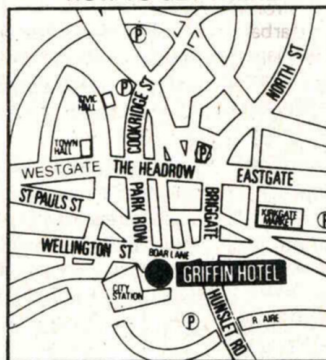 P
COOKRIDGE ST
NORTH ST
P
CIVIC
HALL
TOWN
HALL
P
WESTGATE
THE HEADROW
EASTGATE
ST PAULS ST
PARK ROW
BRIGGATE
KIRKGATE
MARKET
P
WELLINGTON ST
BOAR LANE
GRIFFIN HOTEL
CITY
STATION
HUNSLET RD
P
R. AIRE